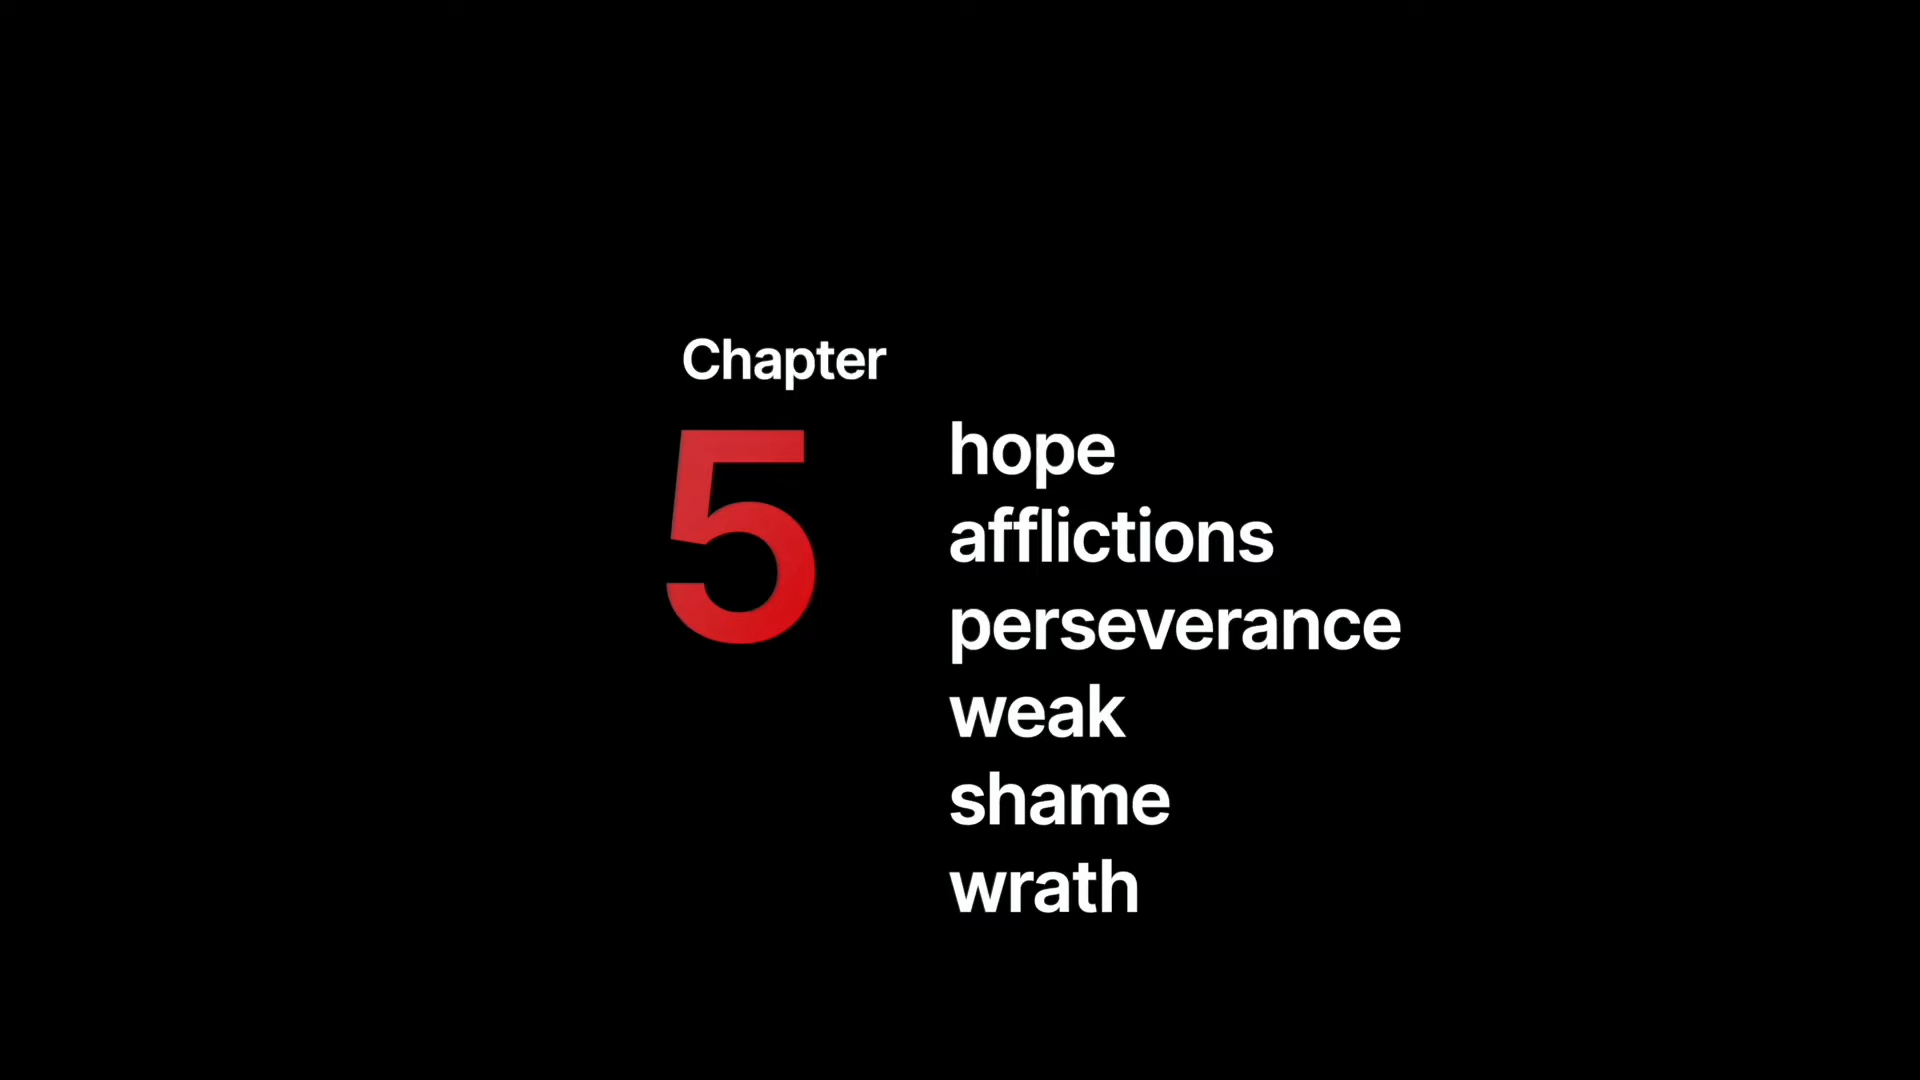 Chapter
5
hope
afflictions
perseverance
weak
shame
wrath